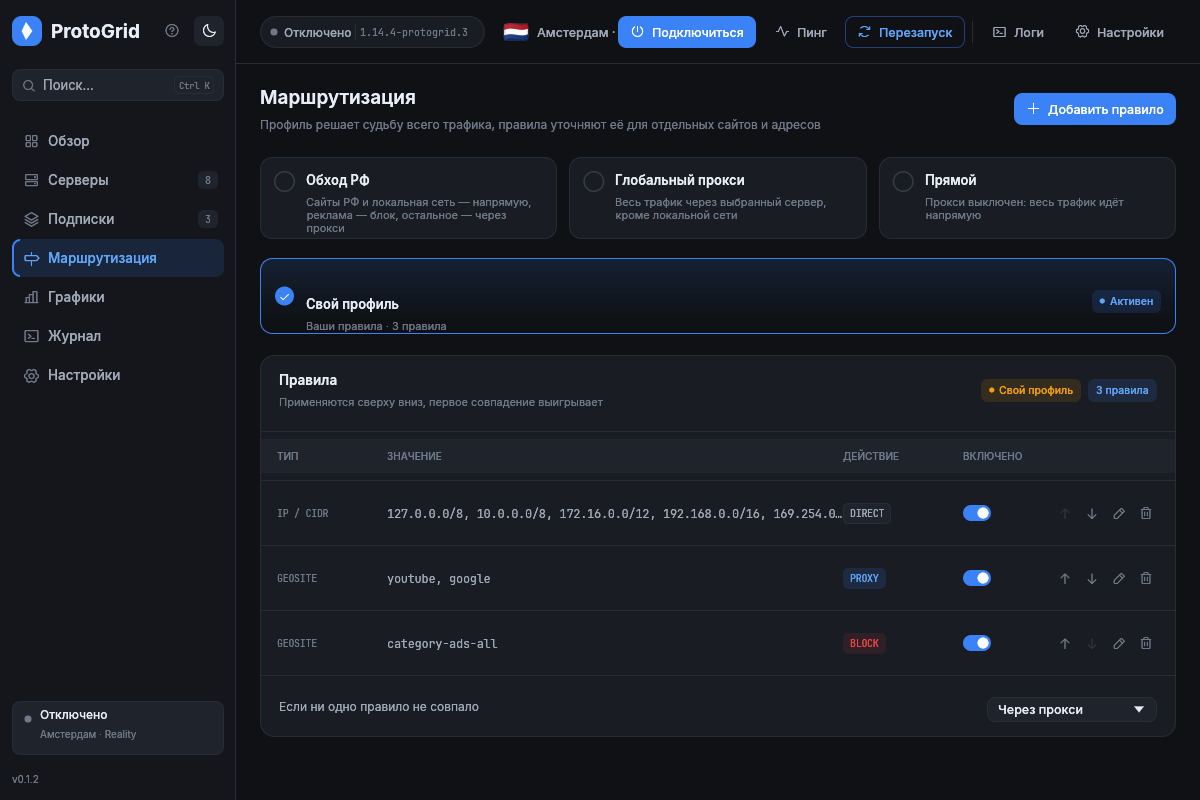 ProtoGrid
Поиск...
Ctrl K
Обзор
Серверы
8
Подписки
3
Маршрутизация
Графики
Журнал
Настройки
Отключено
Амстердам · Reality
v0.1.2
Отключено
1.14.4-protogrid.3
Амстердам ·
Подключиться
Пинг
Перезапуск
Логи
Настройки
Маршрутизация
Профиль решает судьбу всего трафика, правила уточняют её для отдельных сайтов и адресов
Добавить правило
Обход РФ
Сайты РФ и локальная сеть — напрямую,
реклама — блок, остальное — через
прокси
Глобальный прокси
Весь трафик через выбранный сервер,
кроме локальной сети
Прямой
Прокси выключен: весь трафик идёт
напрямую
Свой профиль
Ваши правила · 3 правила
Активен
Правила
Применяются сверху вниз, первое совпадение выигрывает
Свой профиль
3 правила
ТИП
ЗНАЧЕНИЕ
ДЕЙСТВИЕ
ВКЛЮЧЕНО
IP / CIDR
127.0.0.0/8, 10.0.0.0/8, 172.16.0.0/12, 192.168.0.0/16, 169.254.0…
DIRECT
GEOSITE
youtube, google
PROXY
GEOSITE
category-ads-all
BLOCK
Если ни одно правило не совпало
Через прокси